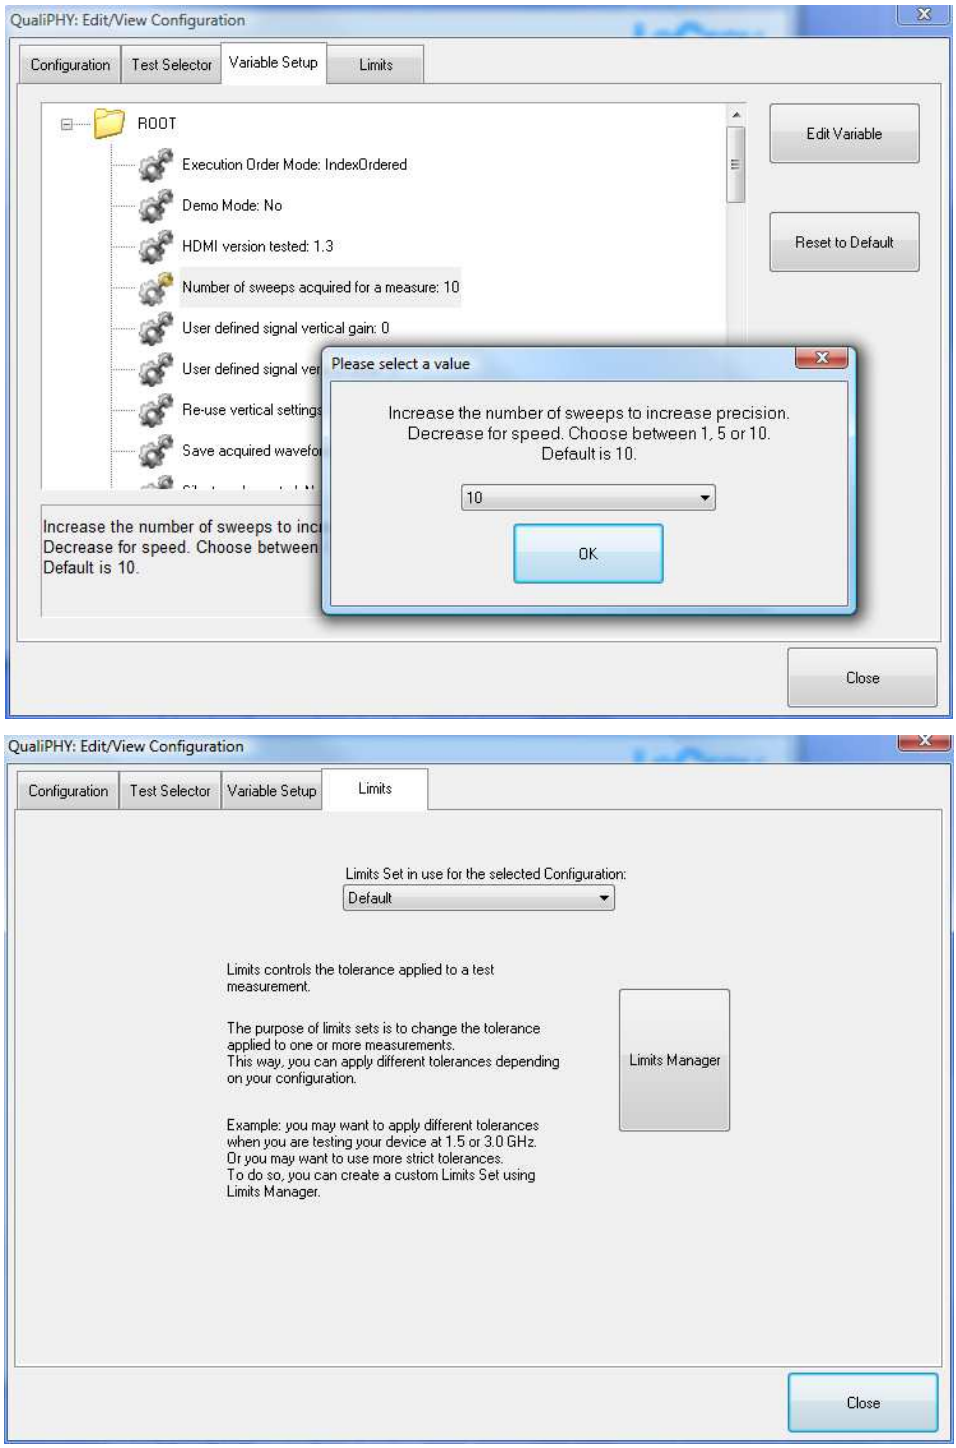 QualiPHY: Edit/View Configuration
Configuration
Test Selector
Variable Setup
Limits
ROOT
Execution Order Mode: IndexOrdered
Demo Mode: No
HDMI version tested: 1.3
Number of sweeps acquired for a measure: 10
User defined signal vertical gain: 0
User defined signal ver
Re-use vertical settings
Save acquired wavefo
Edit Variable
Reset to Default
Increase the number of sweeps to inc
Decrease for speed. Choose between
Default is 10.
Please select a value
Increase the number of sweeps to increase precision.
Decrease for speed. Choose between 1, 5 or 10.
Default is 10.
10
OK
Close
QualiPHY: Edit/View Configuration
Configuration
Test Selector
Variable Setup
Limits
Limits Set in use for the selected Configuration:
Default
Limits controls the tolerance applied to a test
measurement.
The purpose of limits sets is to change the tolerance
applied to one or more measurements.
This way, you can apply different tolerances depending
on your configuration.
Example: you may want to apply different tolerances
when you are testing your device at 1.5 or 3.0 GHz.
Or you may want to use more strict tolerances.
To do so, you can create a custom Limits Set using
Limits Manager.
Limits Manager
Close